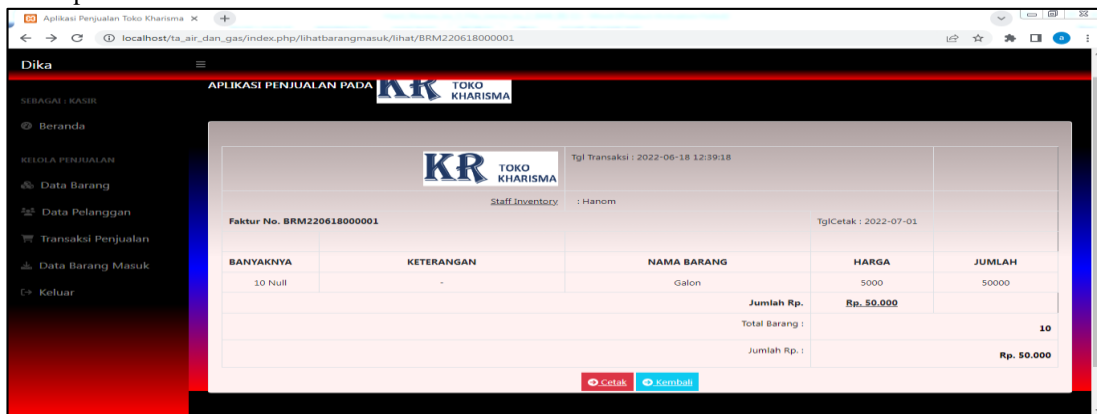 Aplikasi Penjualan Toko Kharisma
localhost/ta_air_dan_gas/index.php/lihatbarangmasuk/lihat/BRM220618000001
a
Dika
APLIKASI PENJUALAN PADA KR TOKO KHARISMA
SEBAGAI : KASIR
Beranda
KELOLA PENJUALAN
Data Barang
Data Pelanggan
Transaksi Penjualan
Data Barang Masuk
Keluar
KR TOKO KHARISMA Tgl Transaksi : 2022-06-18 12:39:18
Staff Inventory : Hanom
Faktur No. BRM220618000001 TglCetak : 2022-07-01
BANYAKNYA KETERANGAN NAMA BARANG HARGA JUMLAH
10 Null - Galon 5000 50000
Jumlah Rp. Rp. 50.000
Total Barang : 10
Jumlah Rp. : Rp. 50.000
Cetak Kembali